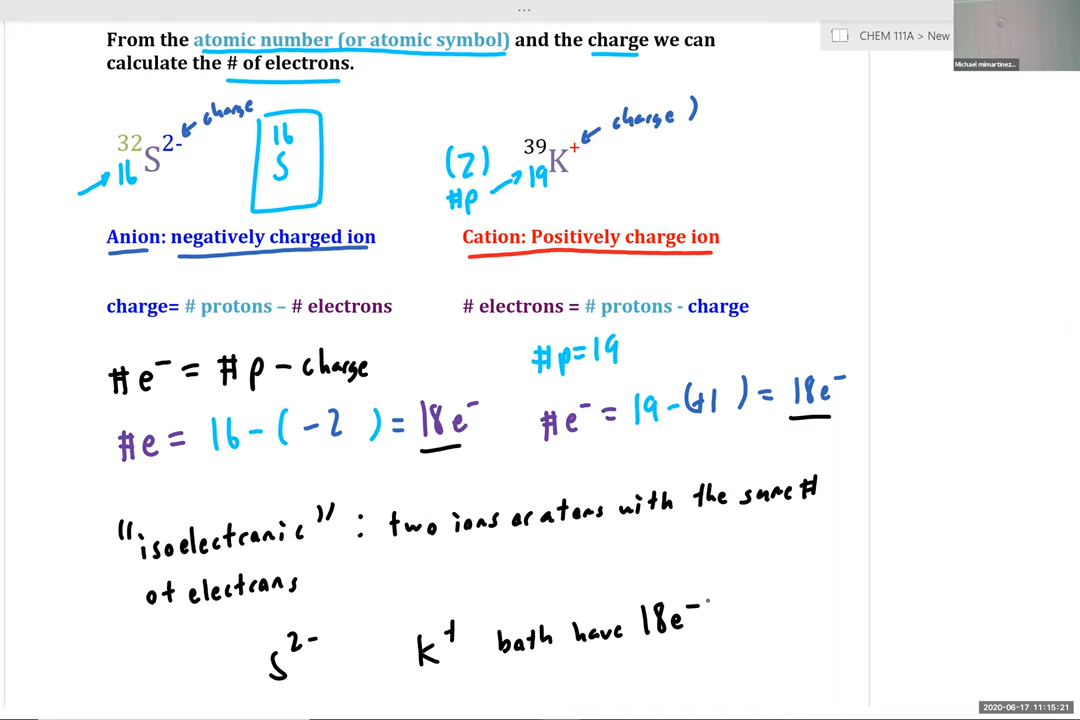 CHEM 111A > New
Michael mimartinez...
From the atomic number (or atomic symbol) and the charge we can
calculate the # of electrons.
32 S 2- ← charge
→ 16
16
S
39 K + ← charge )
(Z) → 19
#p
Anion: negatively charged ion
Cation: Positively charge ion
charge= # protons – # electrons
# electrons = # protons - charge
#e⁻ = #p – charge
#p=19
#e = 16 - ( -2 ) = 18e⁻
#e⁻ = 19 - (+1 ) = 18e⁻
"isoelectronic" : two ions or atoms with the same #
of electrons
S²⁻ K⁺ both have 18e⁻
2020-06-17 11:15:21